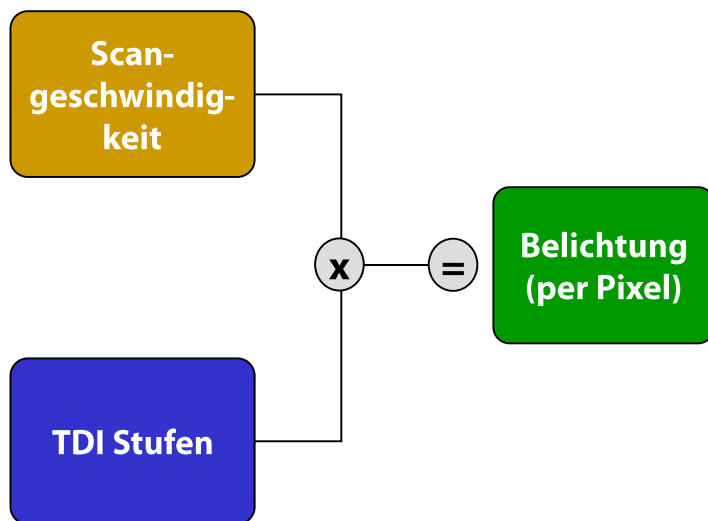 Scan-
geschwindig-
keit
x
=
Belichtung
(per Pixel)
TDI Stufen